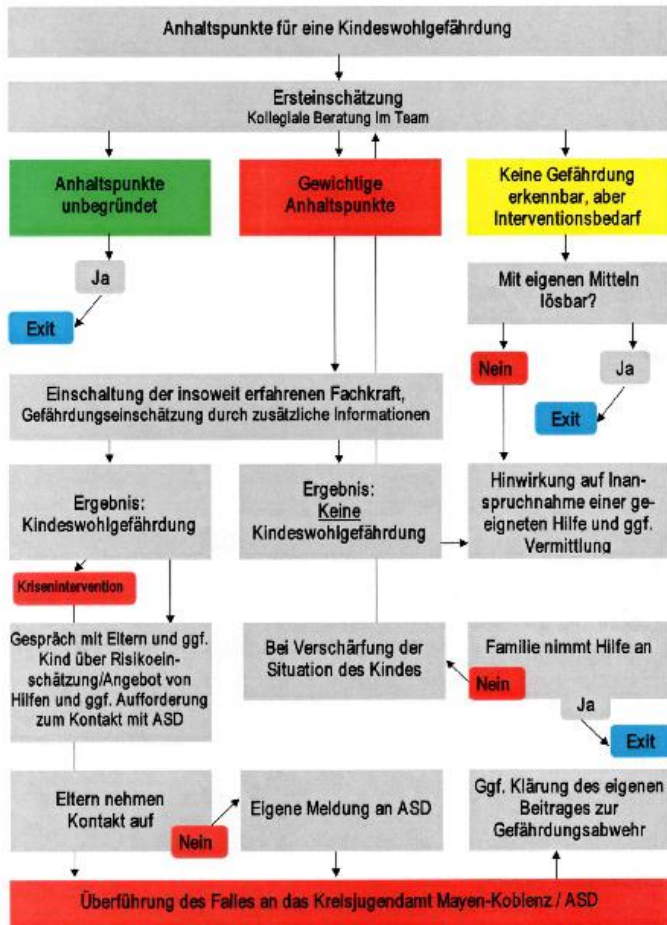 Anhaltspunkte für eine Kindeswohlgefährdung
Ersteinschätzung
Kollegiale Beratung im Team
Anhaltspunkte
unbegründet
Gewichtige
Anhaltspunkte
Keine Gefährdung
erkennbar, aber
Interventionsbedarf
Ja
Exit
Mit eigenen Mitteln
lösbar?
Nein
Ja
Exit
Einschaltung der insoweit erfahrenen Fachkraft,
Gefährdungseinschätzung durch zusätzliche Informationen
Ergebnis:
Kindeswohlgefährdung
Ergebnis:
Keine
Kindeswohlgefährdung
Hinwirkung auf Inan-
spruchnahme einer ge-
eigneten Hilfe und ggf.
Vermittlung
Krisenintervention
Gespräch mit Eltern und ggf.
Kind über Risikoein-
schätzung/Angebot von
Hilfen und ggf. Aufforderung
zum Kontakt mit ASD
Bei Verschärfung der
Situation des Kindes
Familie nimmt Hilfe an
Nein
Ja
Exit
Eltern nehmen
Kontakt auf
Nein
Eigene Meldung an ASD
Ggf. Klärung des eigenen
Beitrages zur
Gefährdungsabwehr
Überführung des Falles an das Kreisjugendamt Mayen-Koblenz / ASD